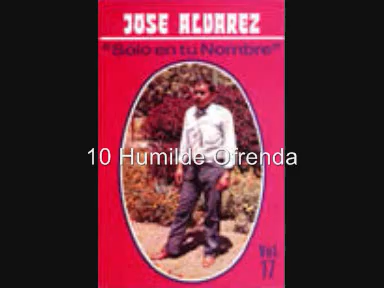 JOSE ALVAREZ
"Solo en tu Nombre"
10 Humilde Ofrenda
Vol.
17